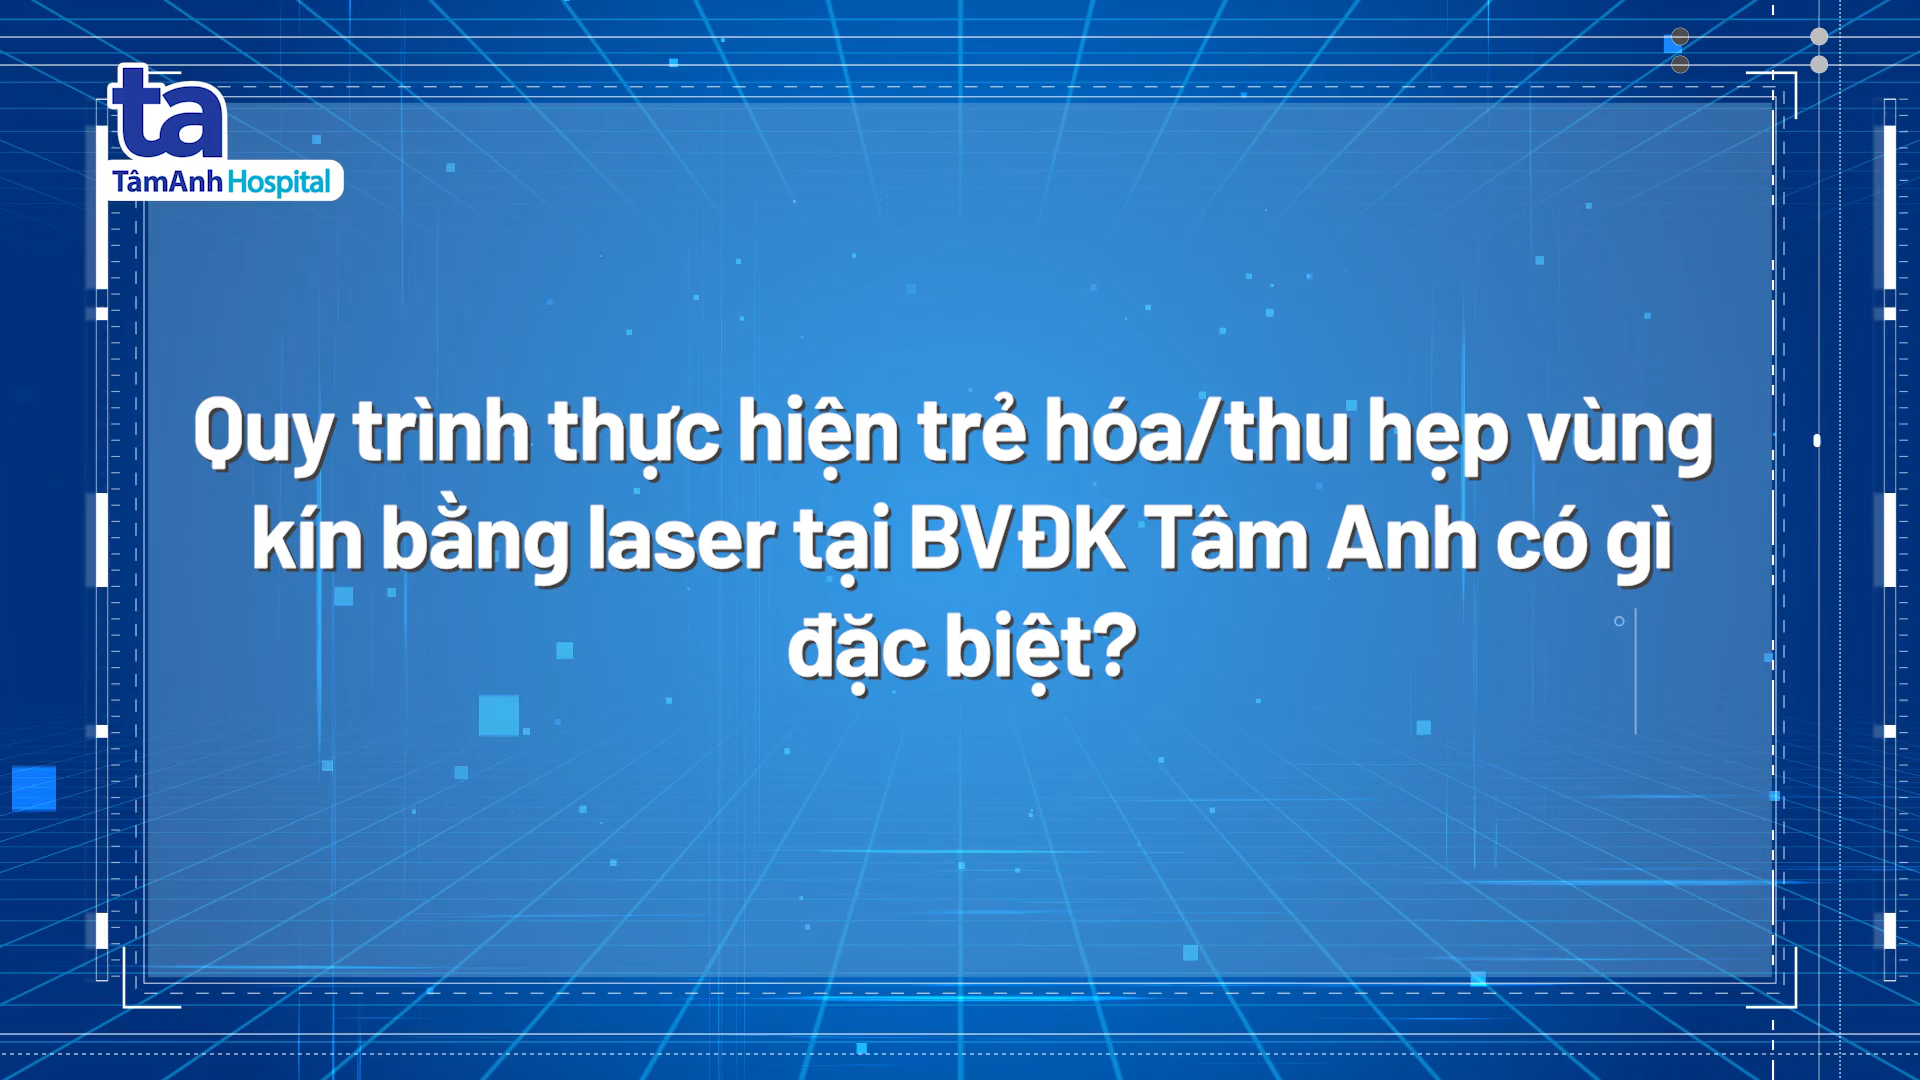 ta
TâmAnh Hospital
Quy trình thực hiện trẻ hóa/thu hẹp vùng
kín bằng laser tại BVĐK Tâm Anh có gì
đặc biệt?